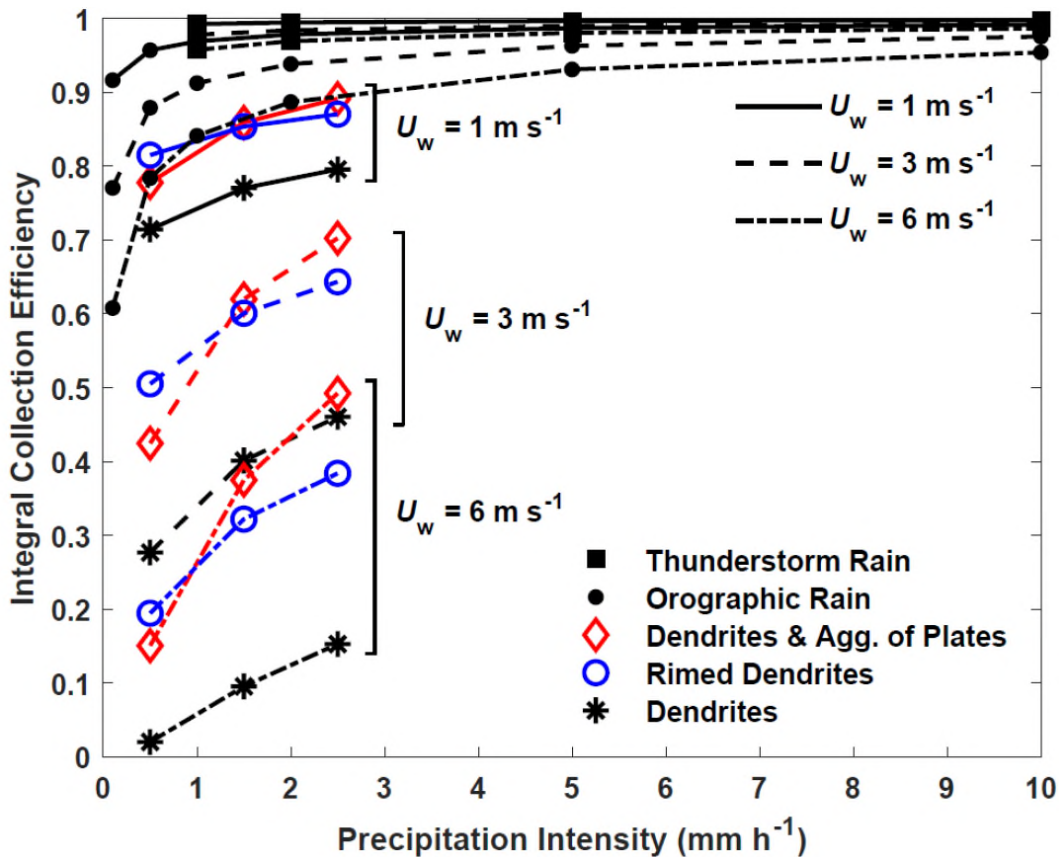 1
0.9
0.8
0.7
0.6
0.5
0.4
0.3
0.2
0.1
0
Integral Collection Efficiency
U_w = 1 m s⁻¹
U_w = 3 m s⁻¹
U_w = 6 m s⁻¹
U_w = 1 m s⁻¹
U_w = 3 m s⁻¹
U_w = 6 m s⁻¹
Thunderstorm Rain
Orographic Rain
Dendrites & Agg. of Plates
Rimed Dendrites
Dendrites
0 1 2 3 4 5 6 7 8 9 10
Precipitation Intensity (mm h⁻¹)